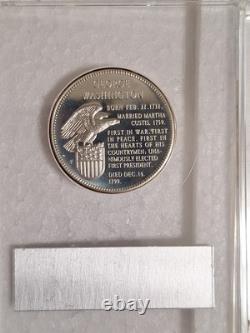 GEORGE
WASHINGTON
BORN FEB. 22, 1732.
MARRIED MARTHA
CUSTIS, 1759.
FIRST IN WAR, FIRST
IN PEACE, FIRST IN
THE HEARTS OF HIS
COUNTRYMEN. UNA-
NIMOUSLY ELECTED
FIRST PRESIDENT.
DIED DEC. 14,
1799.